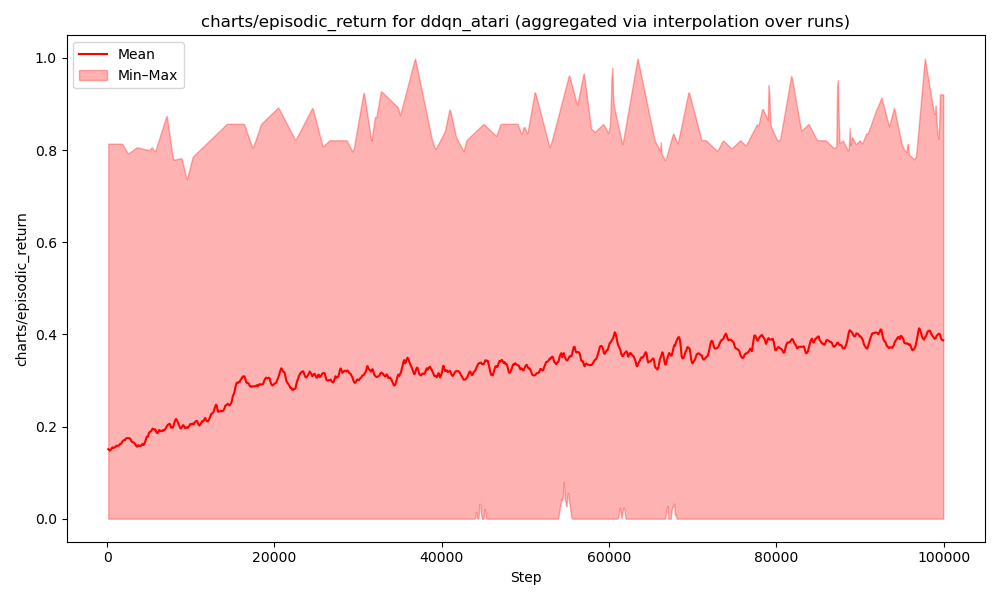 charts/episodic_return for ddqn_atari (aggregated via interpolation over runs)
Mean
Min–Max
charts/episodic_return
1.0
0.8
0.6
0.4
0.2
0.0
0
20000
40000
60000
80000
100000
Step